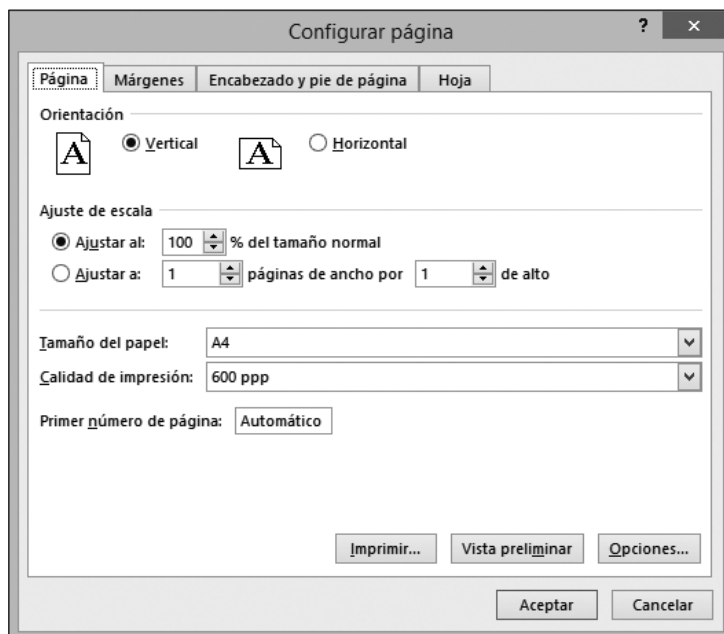 Configurar página
? ×
Página Márgenes Encabezado y pie de página Hoja
Orientación
A Vertical A Horizontal
Ajuste de escala
Ajustar al: 100 % del tamaño normal
Ajustar a: 1 páginas de ancho por 1 de alto
Tamaño del papel: A4
Calidad de impresión: 600 ppp
Primer número de página: Automático
Imprimir... Vista preliminar Opciones...
Aceptar Cancelar